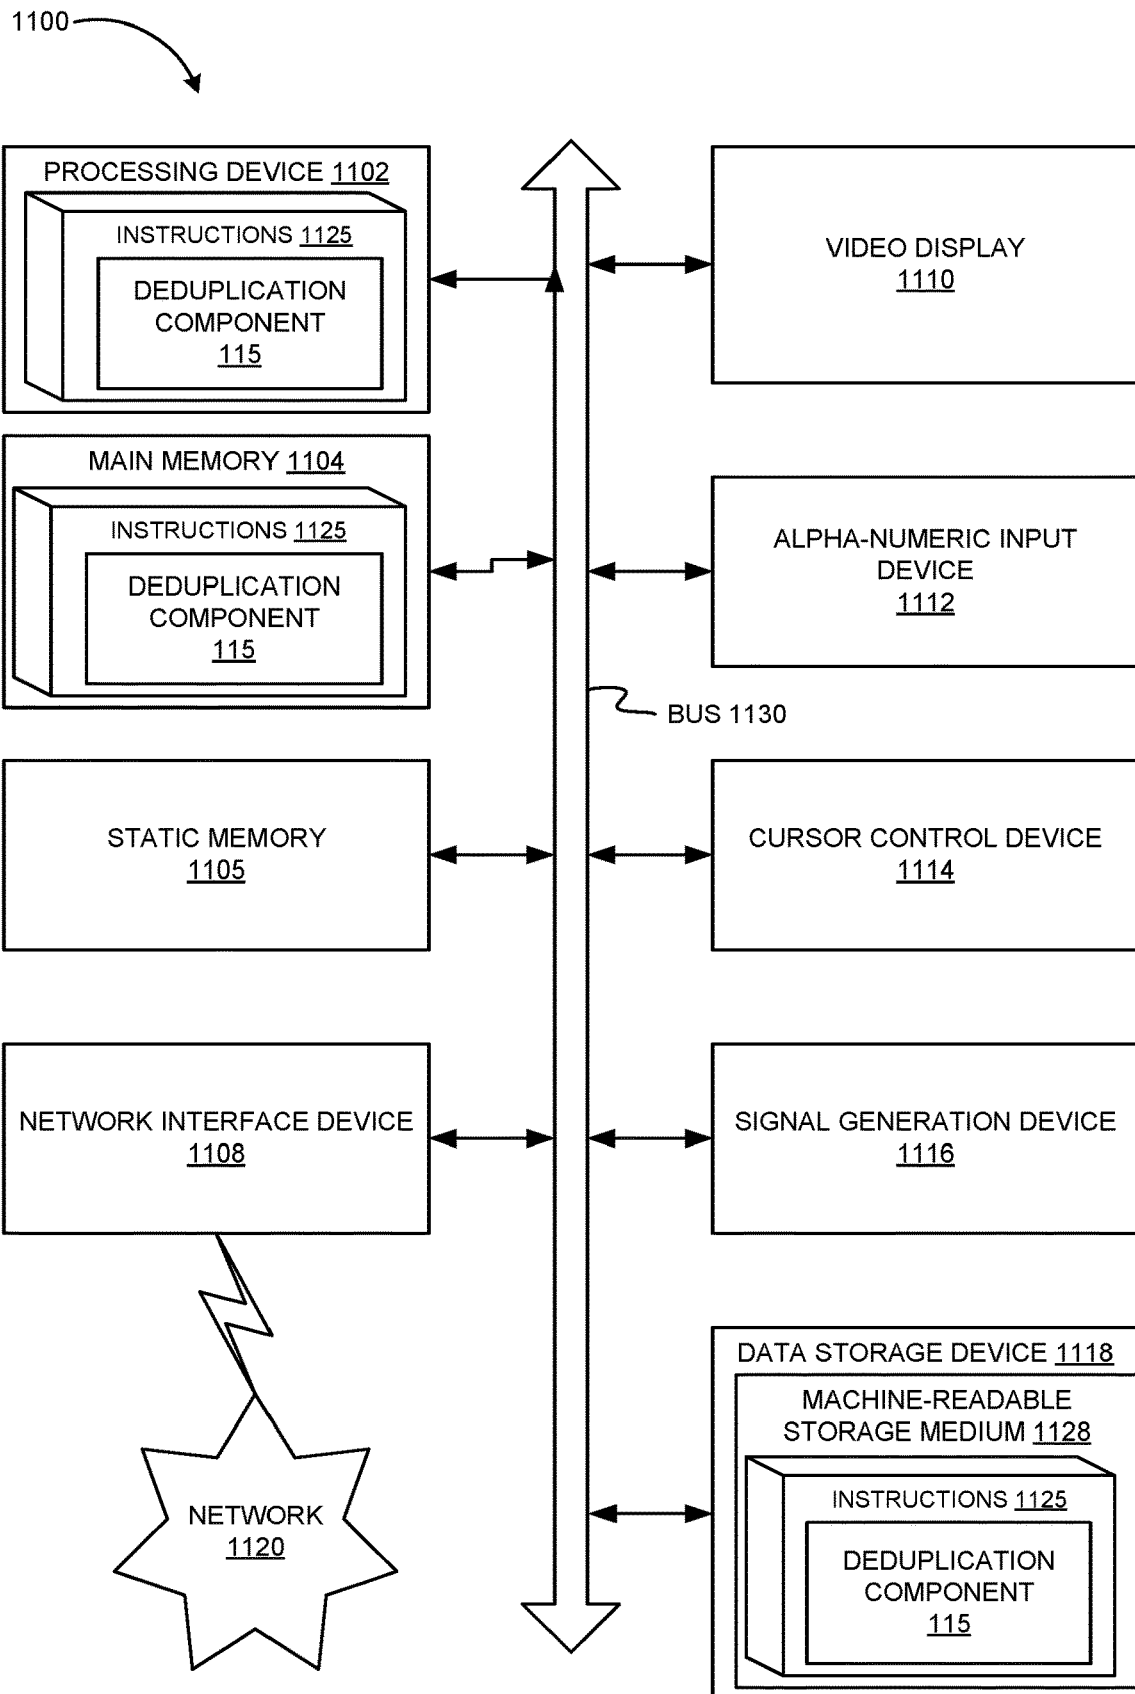 1100
PROCESSING DEVICE 1102
INSTRUCTIONS 1125
DEDUPLICATION
COMPONENT
115
MAIN MEMORY 1104
INSTRUCTIONS 1125
DEDUPLICATION
COMPONENT
115
STATIC MEMORY
1105
NETWORK INTERFACE DEVICE
1108
NETWORK
1120
BUS 1130
VIDEO DISPLAY
1110
ALPHA-NUMERIC INPUT
DEVICE
1112
CURSOR CONTROL DEVICE
1114
SIGNAL GENERATION DEVICE
1116
DATA STORAGE DEVICE 1118
MACHINE-READABLE
STORAGE MEDIUM 1128
INSTRUCTIONS 1125
DEDUPLICATION
COMPONENT
115